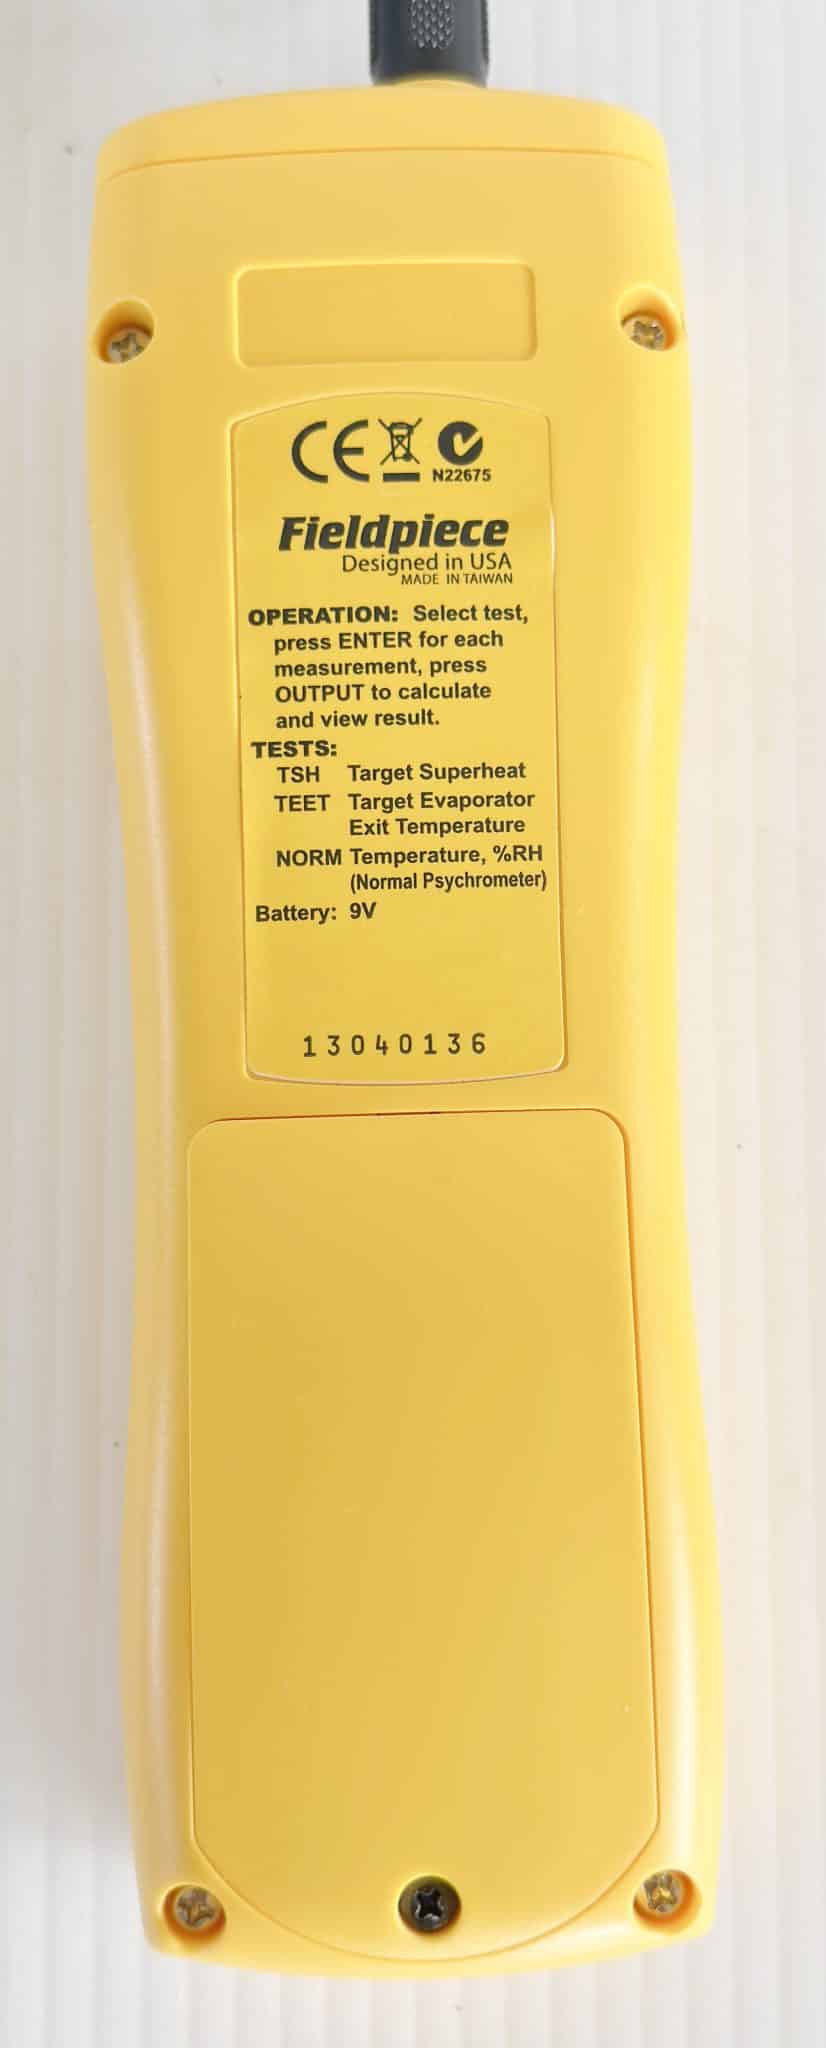 CE
N22675
Fieldpiece
Designed in USA
MADE IN TAIWAN
OPERATION: Select test,
press ENTER for each
measurement, press
OUTPUT to calculate
and view result.
TESTS:
TSH Target Superheat
TEET Target Evaporator
Exit Temperature
NORM Temperature, %RH
(Normal Psychrometer)
Battery: 9V
13040136